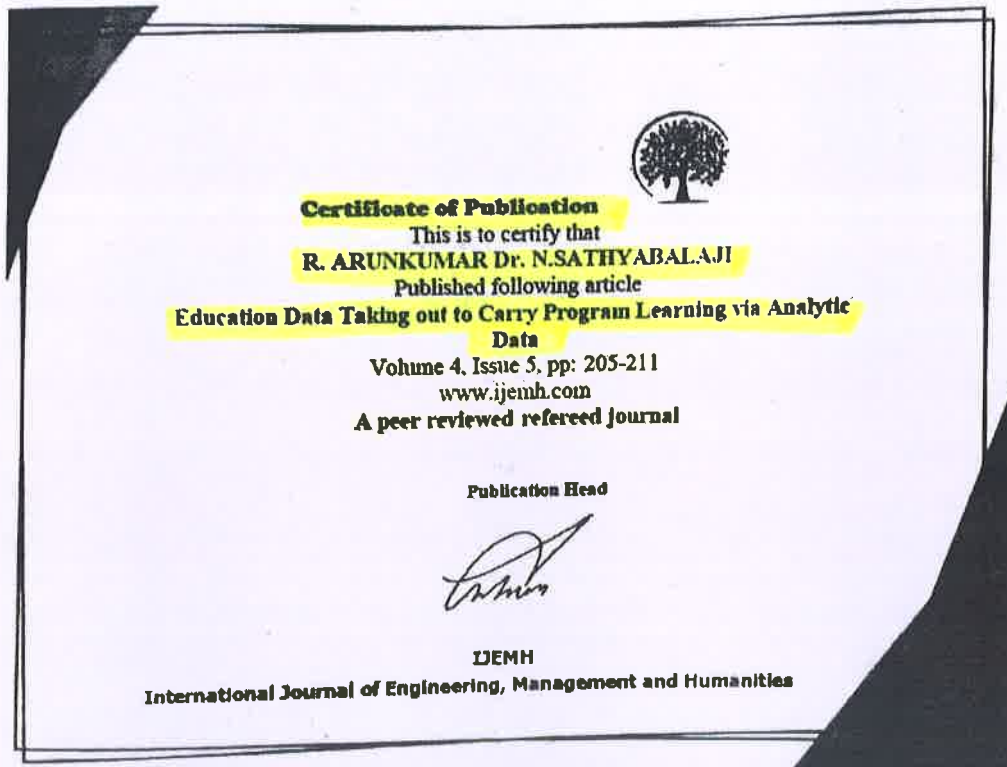 Certificate of Publication
This is to certify that
R. ARUNKUMAR Dr. N.SATHYABALAJI
Published following article
Education Data Taking out to Carry Program Learning via Analytic
Data
Volume 4, Issue 5, pp: 205-211
www.ijemh.com
A peer reviewed refereed journal
Publication Head
IJEMH
International Journal of Engineering, Management and Humanities